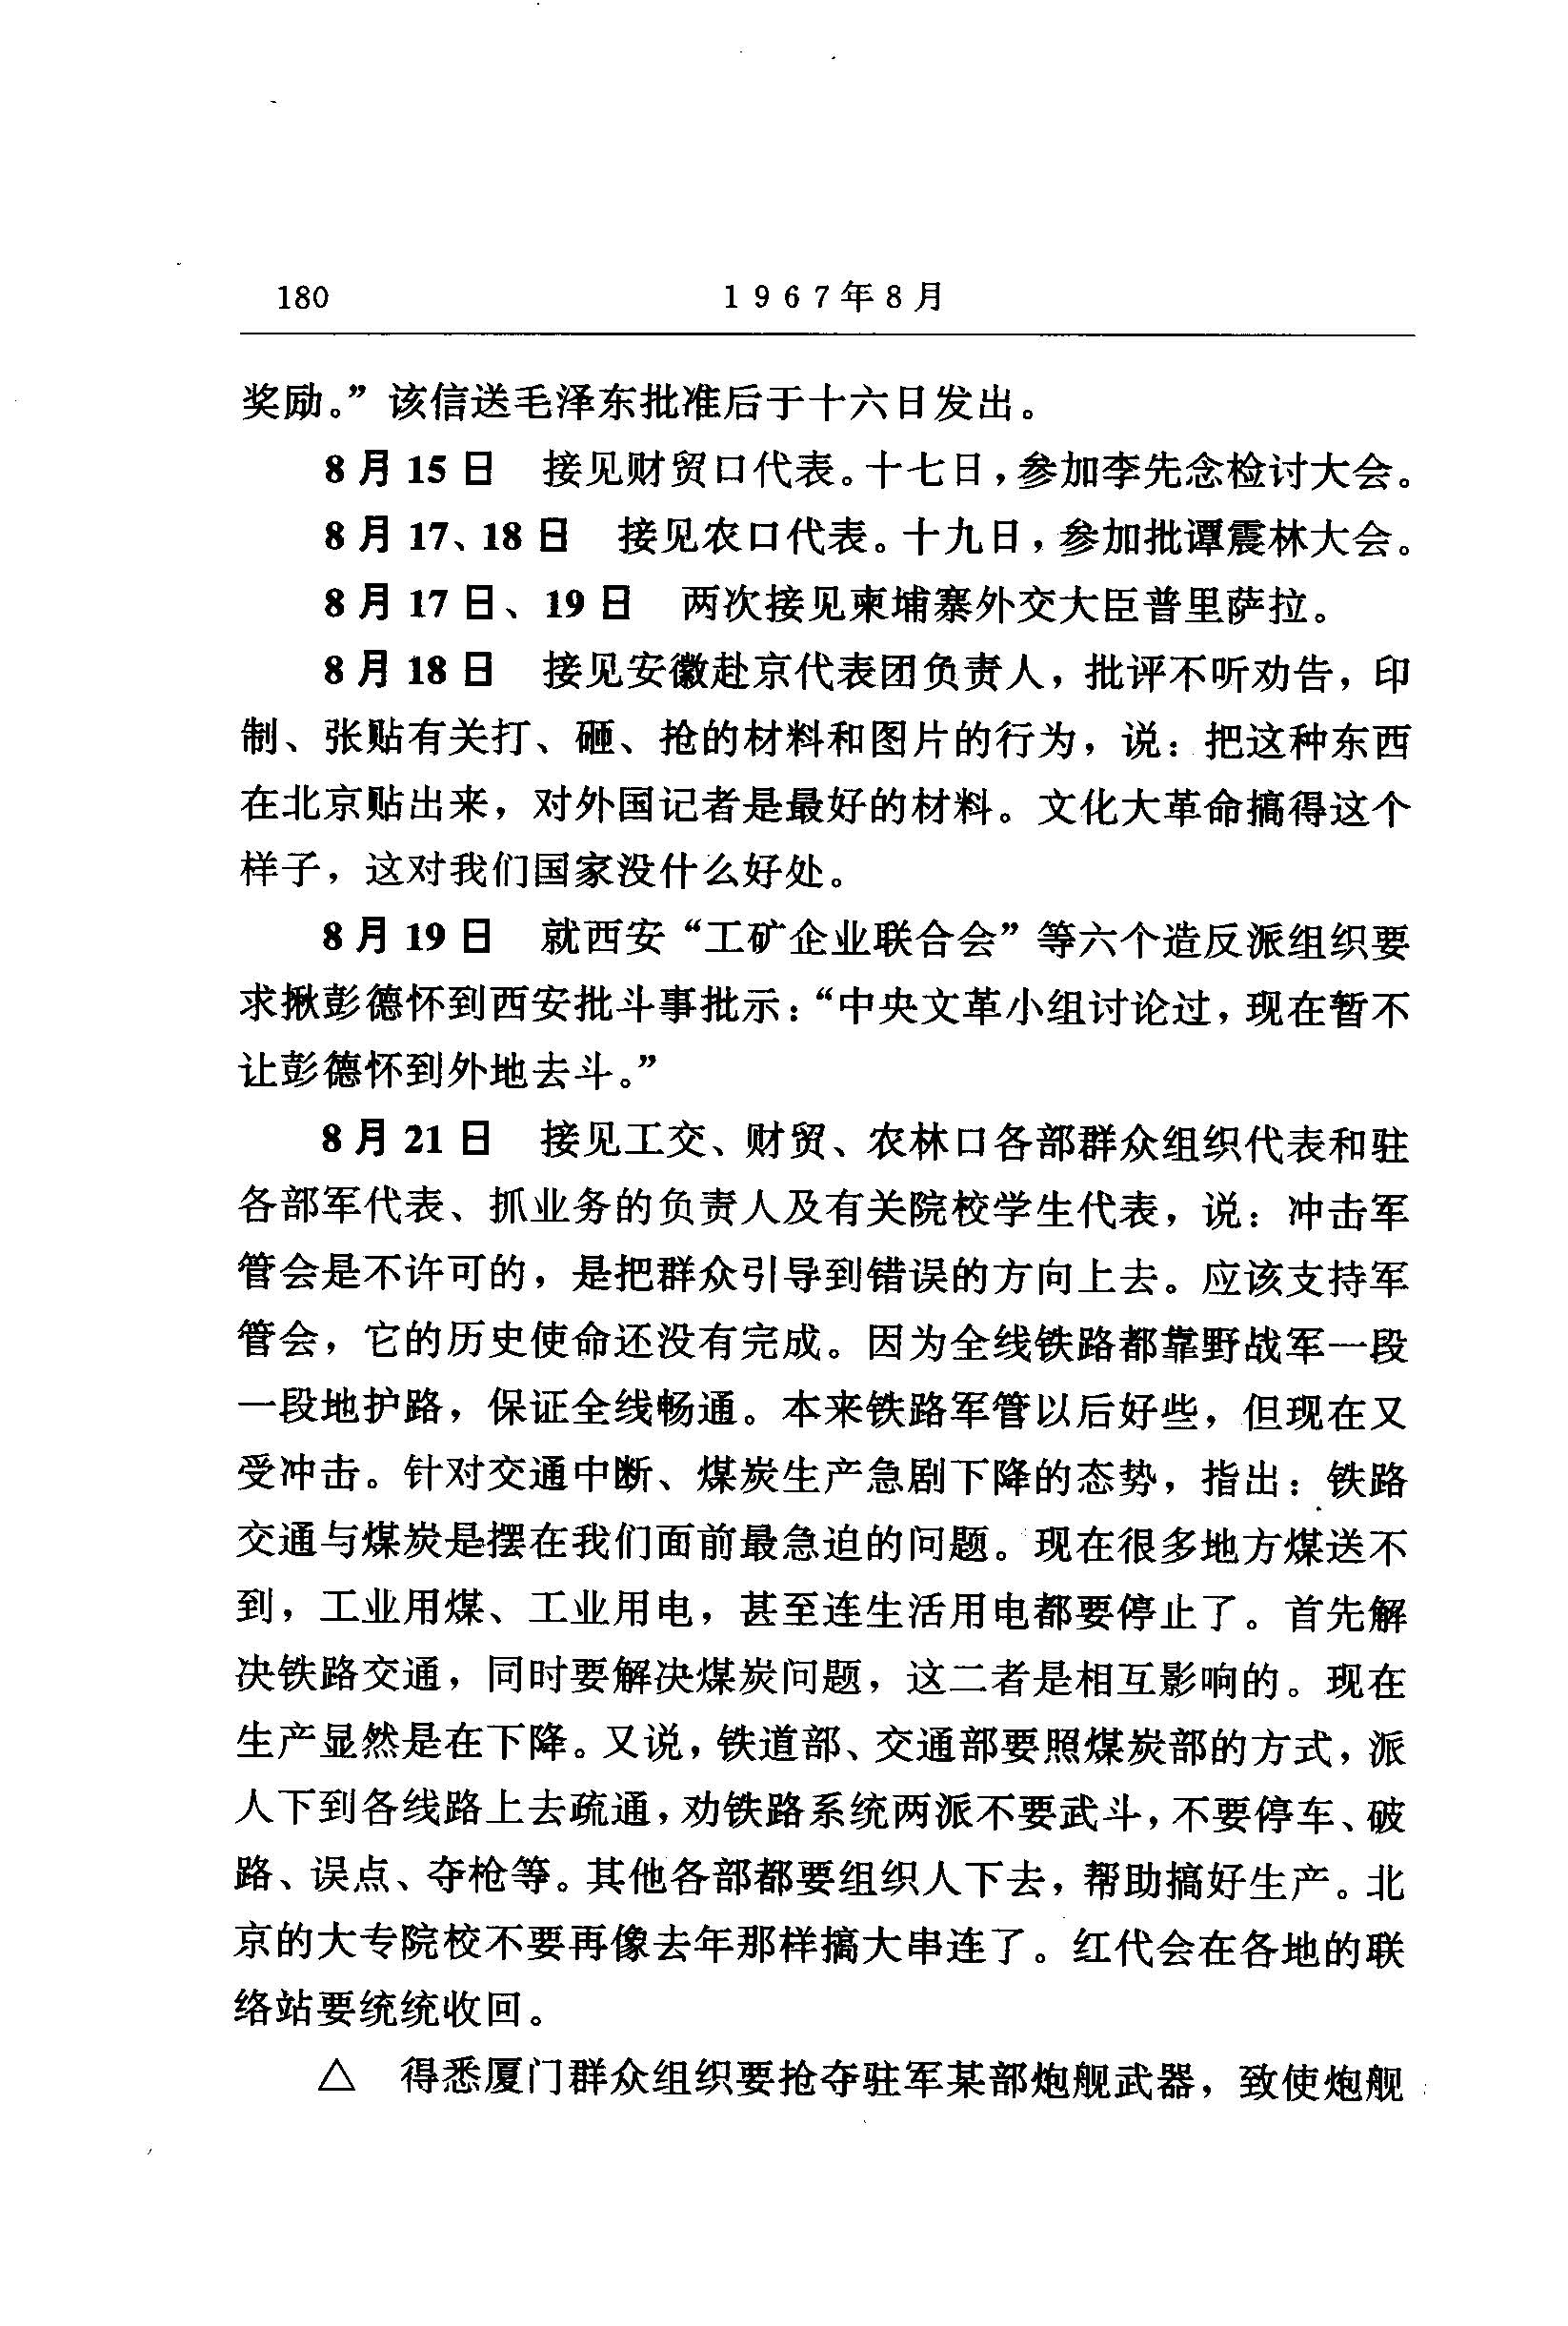 180
1967年8月
奖励。”该信送毛泽东批准后于十六日发出。
8月15日 接见财贸口代表。十七日，参加李先念检讨大会。
8月17、18日 接见农口代表。十九日，参加批谭震林大会。
8月17日、19日 两次接见柬埔寨外交大臣普里萨拉。
8月18日 接见安徽赴京代表团负责人，批评不听劝告，印
制、张贴有关打、砸、抢的材料和图片的行为，说：把这种东西
在北京贴出来，对外国记者是最好的材料。文化大革命搞得这个
样子，这对我们国家没什么好处。
8月19日 就西安“工矿企业联合会”等六个造反派组织要
求揪彭德怀到西安批斗事批示：“中央文革小组讨论过，现在暂不
让彭德怀到外地去斗。”
8月21日 接见工交、财贸、农林口各部群众组织代表和驻
各部军代表、抓业务的负责人及有关院校学生代表，说：冲击军
管会是不许可的，是把群众引导到错误的方向上去。应该支持军
管会，它的历史使命还没有完成。因为全线铁路都靠野战军一段
一段地护路，保证全线畅通。本来铁路军管以后好些，但现在又
受冲击。针对交通中断、煤炭生产急剧下降的态势，指出：铁路
交通与煤炭是摆在我们面前最急迫的问题。现在很多地方煤送不
到，工业用煤、工业用电，甚至连生活用电都要停止了。首先解
决铁路交通，同时要解决煤炭问题，这二者是相互影响的。现在
生产显然是在下降。又说，铁道部、交通部要照煤炭部的方式，派
人下到各线路上去疏通，劝铁路系统两派不要武斗，不要停车、破
路、误点、夺枪等。其他各部都要组织人下去，帮助搞好生产。北
京的大专院校不要再像去年那样搞大串连了。红代会在各地的联
络站要统统收回。
△ 得悉厦门群众组织要抢夺驻军某部炮舰武器，致使炮舰